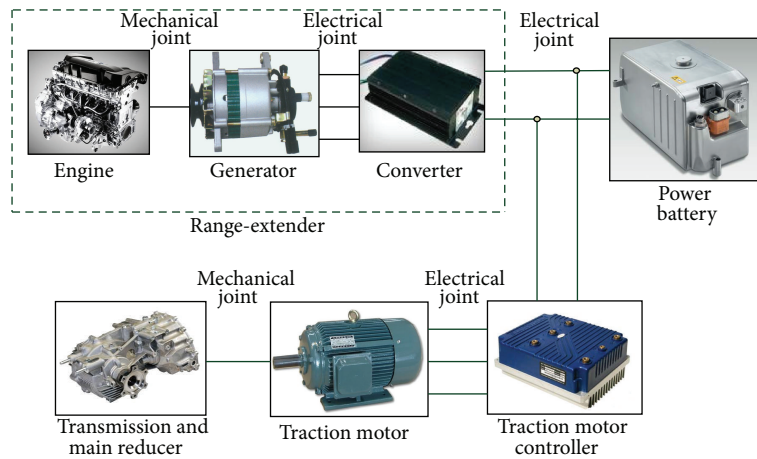 Mechanical
joint
Electrical
joint
Electrical
joint
Engine
Generator
Converter
Power
battery
Range-extender
Mechanical
joint
Electrical
joint
Transmission and
main reducer
Traction motor
Traction motor
controller